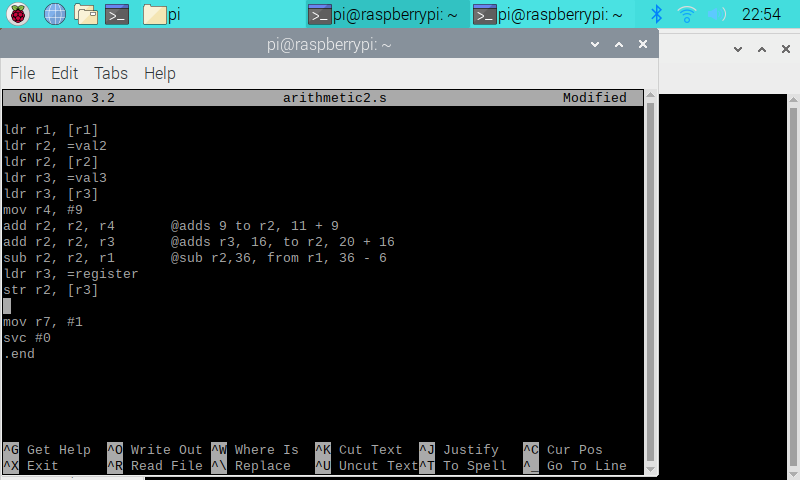 pi
pi@raspberrypi: ~
pi@raspberrypi: ~
22:54
pi@raspberrypi: ~
File Edit Tabs Help
GNU nano 3.2 arithmetic2.s Modified
ldr r1, [r1]
ldr r2, =val2
ldr r2, [r2]
ldr r3, =val3
ldr r3, [r3]
mov r4, #9
add r2, r2, r4 @adds 9 to r2, 11 + 9
add r2, r2, r3 @adds r3, 16, to r2, 20 + 16
sub r2, r2, r1 @sub r2,36, from r1, 36 - 6
ldr r3, =register
str r2, [r3]
mov r7, #1
svc #0
.end
^G Get Help ^O Write Out ^W Where Is ^K Cut Text ^J Justify ^C Cur Pos
^X Exit ^R Read File ^\ Replace ^U Uncut Text ^T To Spell ^_ Go To Line